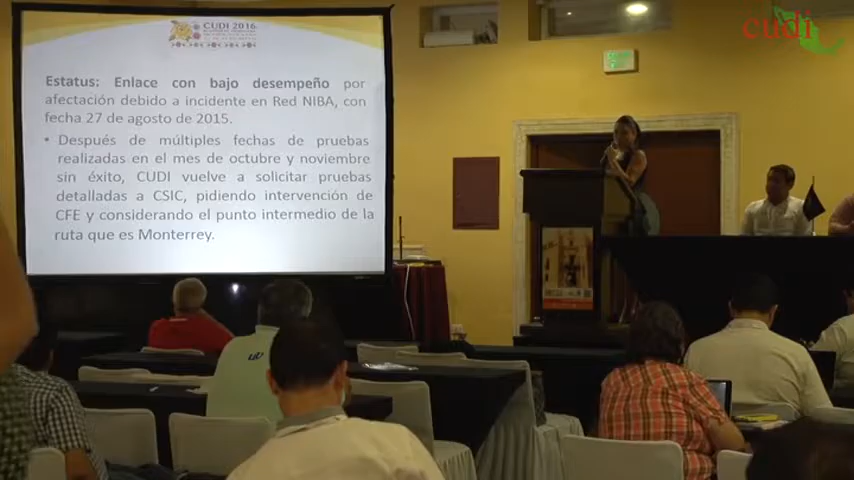 CUDI 2016
Estatus: Enlace con bajo desempeño por
afectación debido a incidente en Red NIBA, con
fecha 27 de agosto de 2015.
• Después de múltiples fechas de pruebas
realizadas en el mes de octubre y noviembre
sin éxito, CUDI vuelve a solicitar pruebas
detalladas a CSIC, pidiendo intervención de
CFE y considerando el punto intermedio de la
ruta que es Monterrey.
cudi